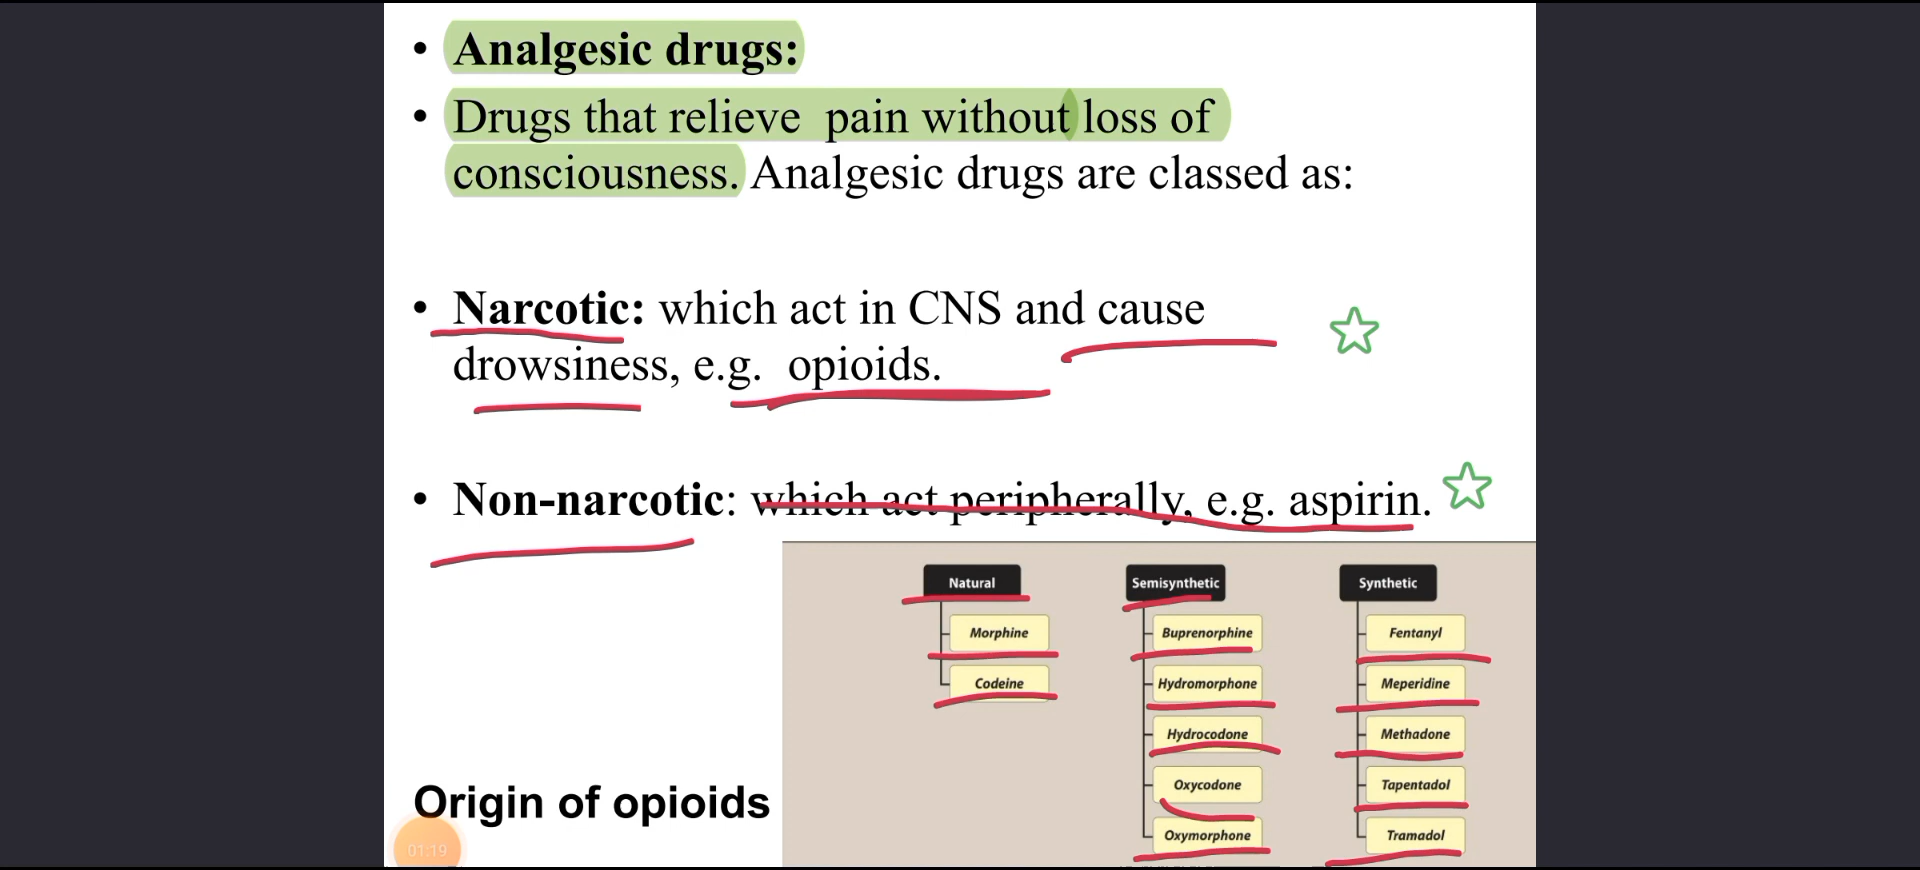 • Analgesic drugs:
• Drugs that relieve pain without loss of
consciousness. Analgesic drugs are classed as:
• Narcotic: which act in CNS and cause
drowsiness, e.g. opioids.
• Non-narcotic: which act peripherally, e.g. aspirin.
Natural
Morphine
Codeine
Semisynthetic
Buprenorphine
Hydromorphone
Hydrocodone
Oxycodone
Oxymorphone
Synthetic
Fentanyl
Meperidine
Methadone
Tapentadol
Tramadol
Origin of opioids
01:19